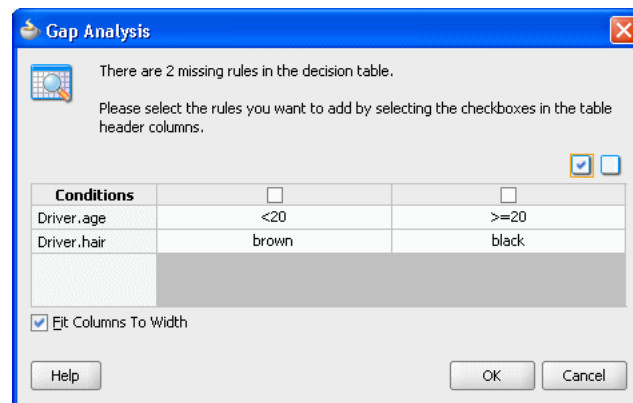 Gap Analysis
There are 2 missing rules in the decision table.
Please select the rules you want to add by selecting the checkboxes in the table
header columns.
Conditions
Driver.age <20 >=20
Driver.hair brown black
Fit Columns To Width
Help OK Cancel